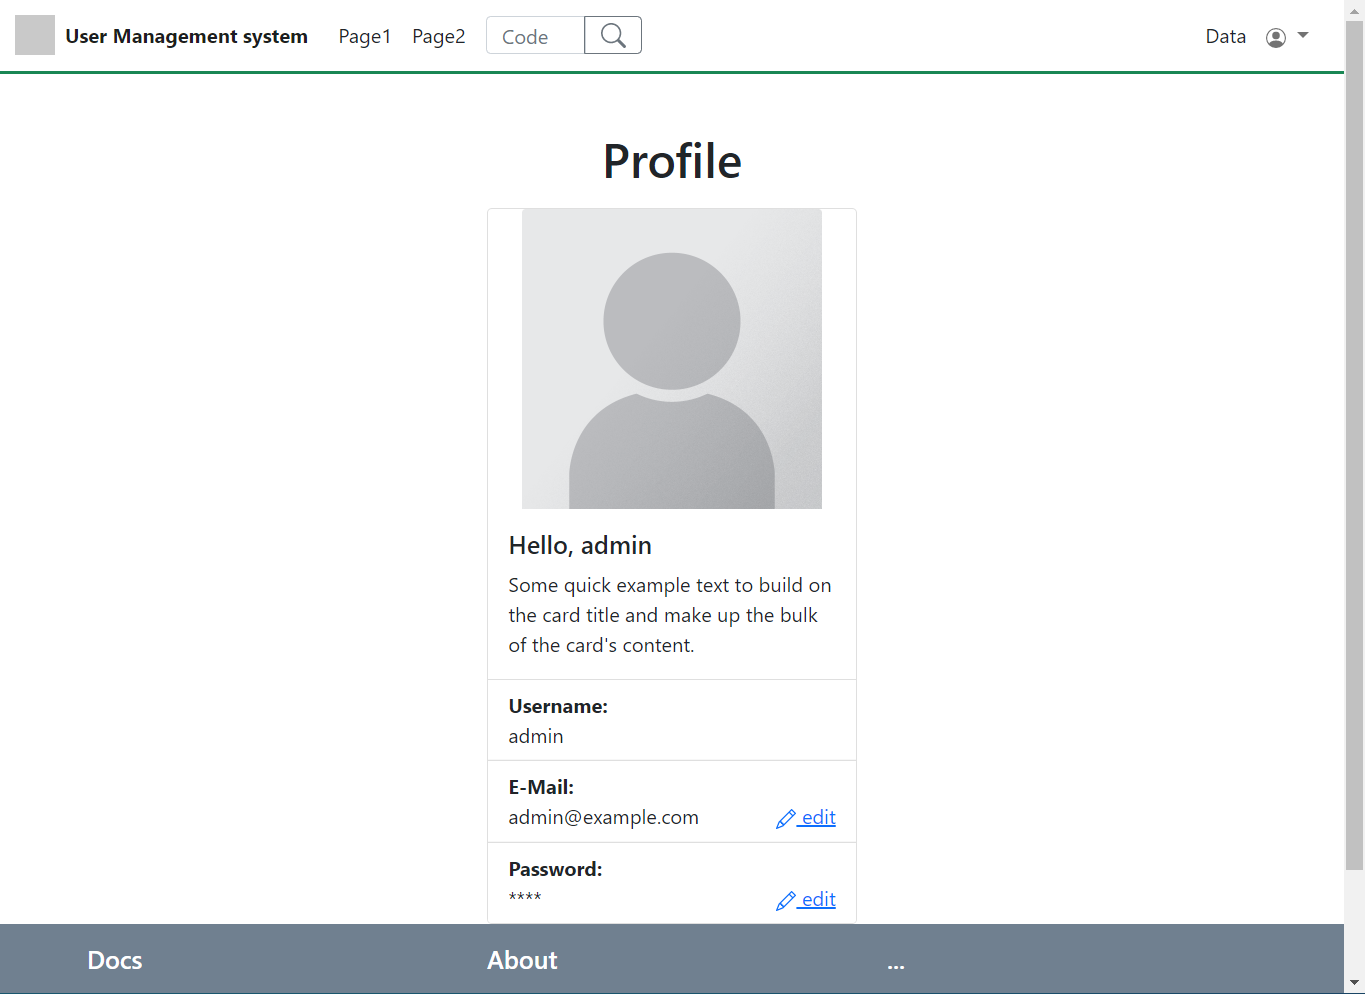 User Management system Page1 Page2 Code Data
Profile
Hello, admin
Some quick example text to build on
the card title and make up the bulk
of the card's content.
Username:
admin
E-Mail:
admin@example.com edit
Password:
**** edit
Docs About ...